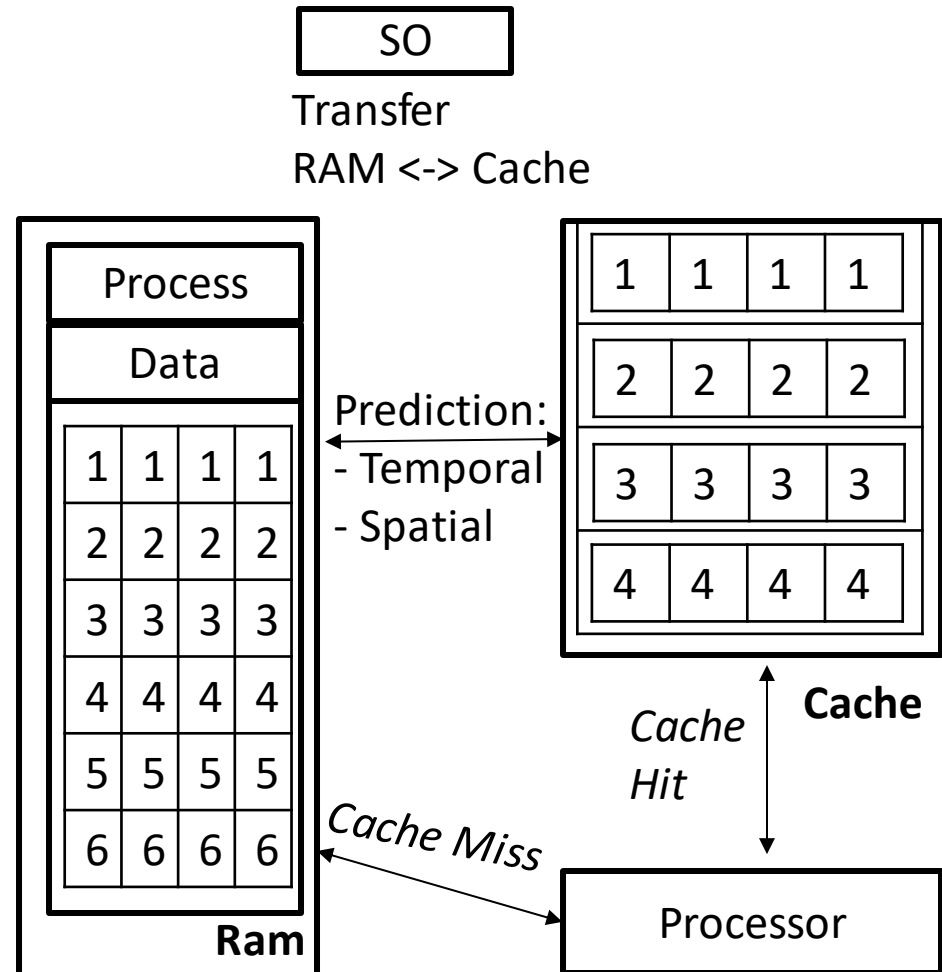 SO
Transfer
RAM <-> Cache
Process
Data
1 1 1 1
2 2 2 2
3 3 3 3
4 4 4 4
5 5 5 5
6 6 6 6
Ram
Prediction:
- Temporal
- Spatial
1 1 1 1
2 2 2 2
3 3 3 3
4 4 4 4
Cache
Cache
Hit
Cache Miss
Processor